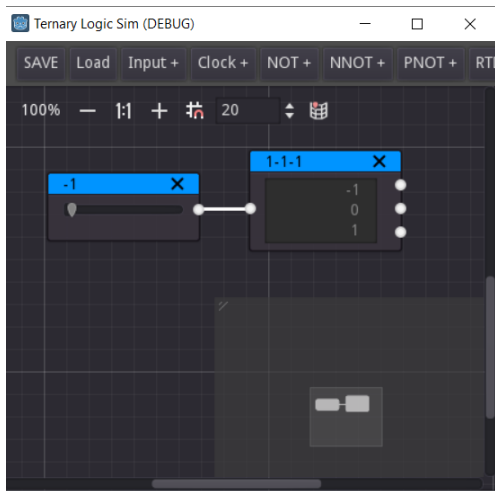 Ternary Logic Sim (DEBUG)
SAVE Load Input + Clock + NOT + NNOT + PNOT + RT
100% 1:1 20
-1
1-1-1
-1
0
1